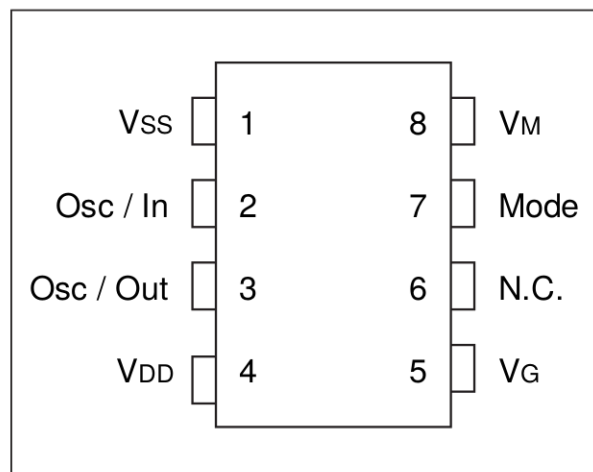 VSS 1 8 VM
Osc / In 2 7 Mode
Osc / Out 3 6 N.C.
VDD 4 5 VG